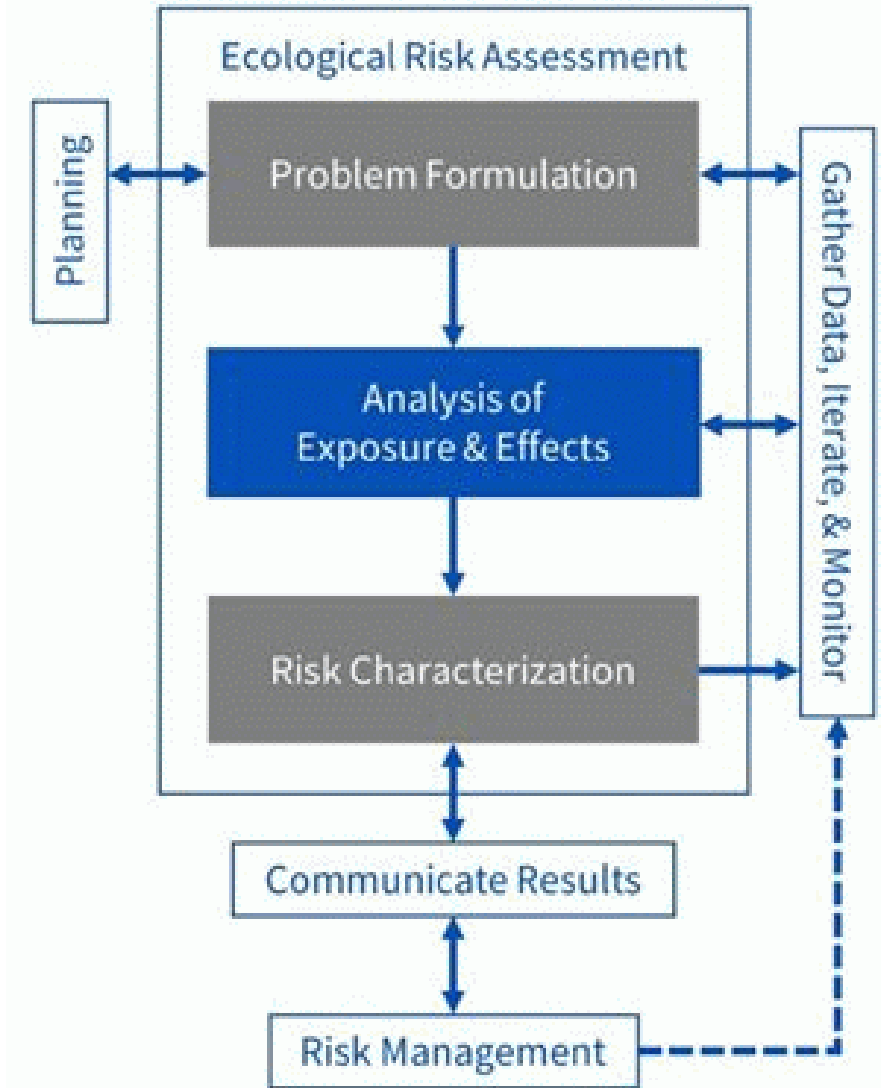 Ecological Risk Assessment
Planning
Problem Formulation
Gather Data, Iterate, & Monitor
Analysis of
Exposure & Effects
Risk Characterization
Communicate Results
Risk Management